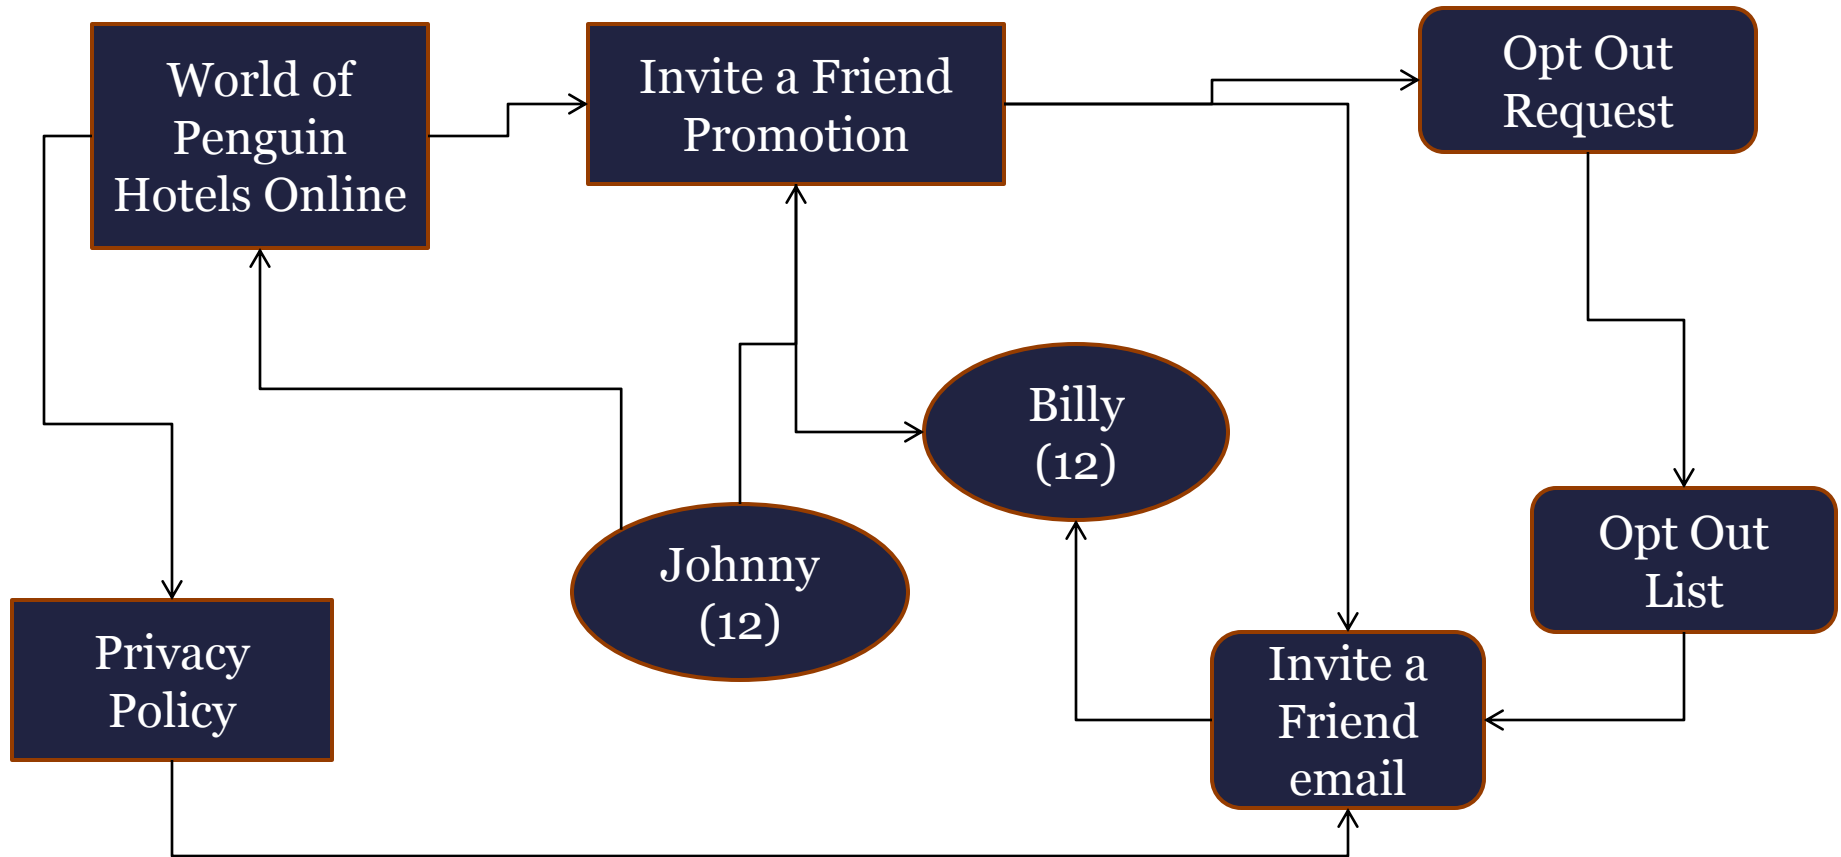 World of
Penguin
Hotels Online
Invite a Friend
Promotion
Opt Out
Request
Billy
(12)
Johnny
(12)
Opt Out
List
Privacy
Policy
Invite a
Friend
email